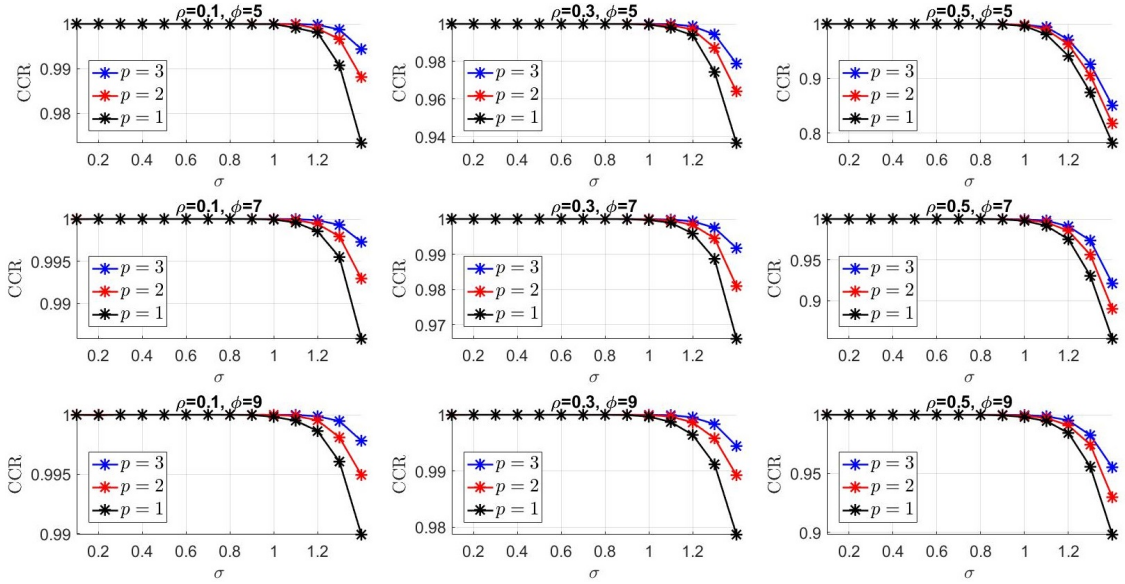 ρ=0.1, φ=5
1
0.99
0.98
CCR
p = 3
p = 2
p = 1
0.2 0.4 0.6 0.8 1 1.2
σ
ρ=0.3, φ=5
1
0.98
0.96
0.94
CCR
p = 3
p = 2
p = 1
0.2 0.4 0.6 0.8 1 1.2
σ
ρ=0.5, φ=5
1
0.9
0.8
CCR
p = 3
p = 2
p = 1
0.2 0.4 0.6 0.8 1 1.2
σ
ρ=0.1, φ=7
1
0.995
0.99
CCR
p = 3
p = 2
p = 1
0.2 0.4 0.6 0.8 1 1.2
σ
ρ=0.3, φ=7
1
0.99
0.98
0.97
CCR
p = 3
p = 2
p = 1
0.2 0.4 0.6 0.8 1 1.2
σ
ρ=0.5, φ=7
1
0.95
0.9
CCR
p = 3
p = 2
p = 1
0.2 0.4 0.6 0.8 1 1.2
σ
ρ=0.1, φ=9
1
0.995
0.99
CCR
p = 3
p = 2
p = 1
0.2 0.4 0.6 0.8 1 1.2
σ
ρ=0.3, φ=9
1
0.99
0.98
CCR
p = 3
p = 2
p = 1
0.2 0.4 0.6 0.8 1 1.2
σ
ρ=0.5, φ=9
1
0.95
0.9
CCR
p = 3
p = 2
p = 1
0.2 0.4 0.6 0.8 1 1.2
σ